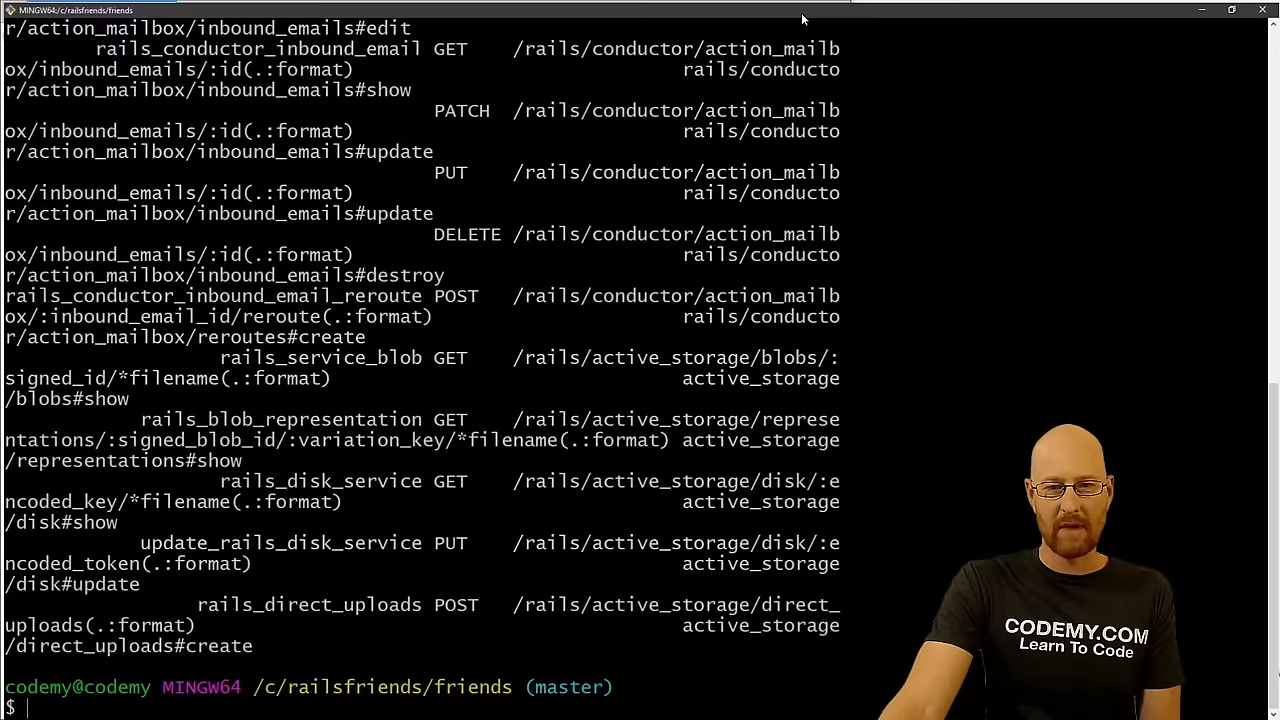 MINGW64:/c/railsfriends/friends
r/action_mailbox/inbound_emails#edit
rails_conductor_inbound_email GET /rails/conductor/action_mailb
ox/inbound_emails/:id(.:format) rails/conducto
r/action_mailbox/inbound_emails#show
PATCH /rails/conductor/action_mailb
ox/inbound_emails/:id(.:format) rails/conducto
r/action_mailbox/inbound_emails#update
PUT /rails/conductor/action_mailb
ox/inbound_emails/:id(.:format) rails/conducto
r/action_mailbox/inbound_emails#update
DELETE /rails/conductor/action_mailb
ox/inbound_emails/:id(.:format) rails/conducto
r/action_mailbox/inbound_emails#destroy
rails_conductor_inbound_email_reroute POST /rails/conductor/action_mailb
ox/:inbound_email_id/reroute(.:format) rails/conducto
r/action_mailbox/reroutes#create
rails_service_blob GET /rails/active_storage/blobs/:
signed_id/*filename(.:format) active_storage
/blobs#show
rails_blob_representation GET /rails/active_storage/represe
ntations/:signed_blob_id/:variation_key/*filename(.:format) active_storage
/representations#show
rails_disk_service GET /rails/active_storage/disk/:e
ncoded_key/*filename(.:format) active_storage
/disk#show
update_rails_disk_service PUT /rails/active_storage/disk/:e
ncoded_token(.:format) active_storage
/disk#update
rails_direct_uploads POST /rails/active_storage/direct_
uploads(.:format) active_storage
/direct_uploads#create
codemy@codemy MINGW64 /c/railsfriends/friends (master)
$
CODEMY.COM
Learn To Code